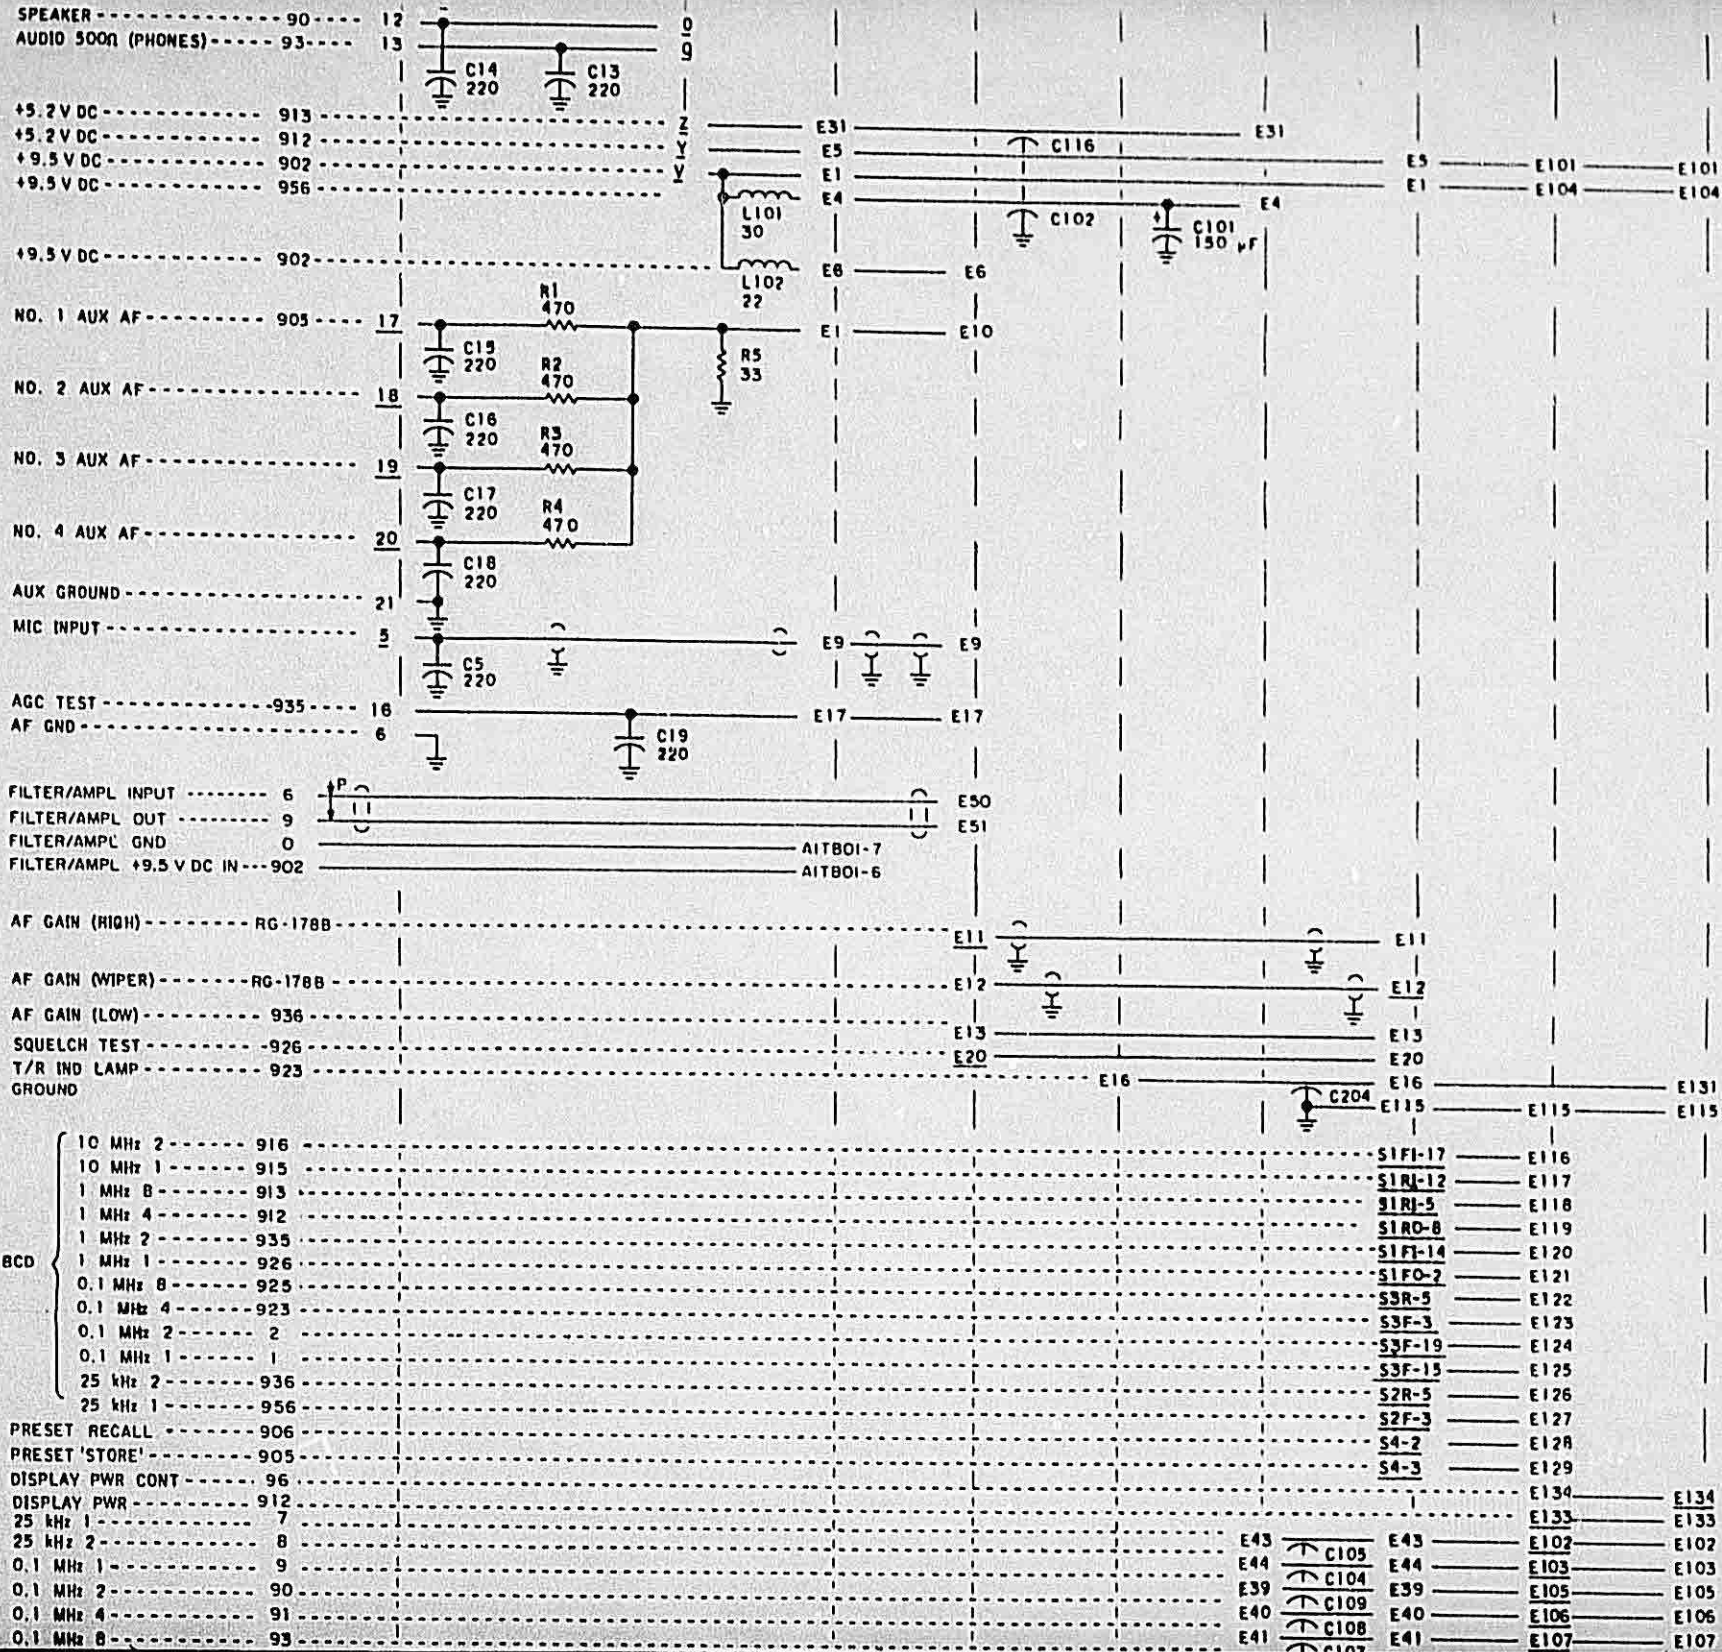 SPEAKER 90 12 D
AUDIO 500Ω (PHONES) 93 13 g
C14 220
C13 220
+5.2V DC 913 Z E31 E31
+5.2V DC 912 Y E5 C116 E5 E101 E101
+9.5 V DC 902 V E1 E1 E104 E104
+9.5 V DC 956
L101 30 E4 C102 C101 150 µF E4
+9.5 V DC 902 L102 22 E6 E6
NO. 1 AUX AF 905 17 R1 470 E1 E10
C15 220
R5 33
NO. 2 AUX AF 18 R2 470
C16 220
NO. 3 AUX AF 19 R3 470
C17 220
NO. 4 AUX AF 20 R4 470
C18 220
AUX GROUND 21
MIC INPUT 5 E9 E9
C5 220
AGC TEST 935 16 E17 E17
AF GND 6
C19 220
FILTER/AMPL INPUT 6 P E50
FILTER/AMPL OUT 9 E51
FILTER/AMPL GND 0 A1TB01-7
FILTER/AMPL +9.5 V DC IN 902 A1TB01-6
AF GAIN (HIGH) RG-178B E11 E11
AF GAIN (WIPER) RG-178B E12 E12
AF GAIN (LOW) 936 E13 E13
SQUELCH TEST 926 E20 E20
T/R IND LAMP 923 E16 E16 E131
GROUND C204 E115 E115 E115
BCD
10 MHz 2 916 S1FI-17 E116
10 MHz 1 915 S1RI-12 E117
1 MHz 8 913 S1RI-5 E118
1 MHz 4 912 S1RO-8 E119
1 MHz 2 935 S1FI-14 E120
1 MHz 1 926 S1FO-2 E121
0.1 MHz 8 925 S3R-5 E122
0.1 MHz 4 923 S3F-3 E123
0.1 MHz 2 2 S3F-19 E124
0.1 MHz 1 1 S3F-15 E125
25 kHz 2 936 S2R-5 E126
25 kHz 1 956 S2F-3 E127
PRESET RECALL 906 S4-2 E128
PRESET 'STORE' 905 S4-3 E129
DISPLAY PWR CONT 96 E134 E134
DISPLAY PWR 912 E133 E133
25 kHz 1 7 E43 C105 E43 E102 E102
25 kHz 2 8 E44 C104 E44 E103 E103
0.1 MHz 1 9 E39 C109 E39 E105 E105
0.1 MHz 2 90 E40 C108 E40 E106 E106
0.1 MHz 4 91 E41 C107 E41 E107 E107
0.1 MHz 8 93